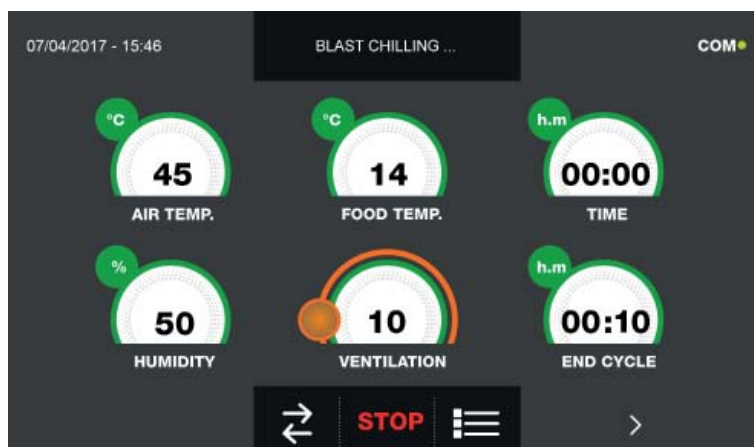 07/04/2017 - 15:46
BLAST CHILLING ...
COM
°C
45
AIR TEMP.
°C
14
FOOD TEMP.
h.m
00:00
TIME
%
50
HUMIDITY
10
VENTILATION
h.m
00:10
END CYCLE
STOP